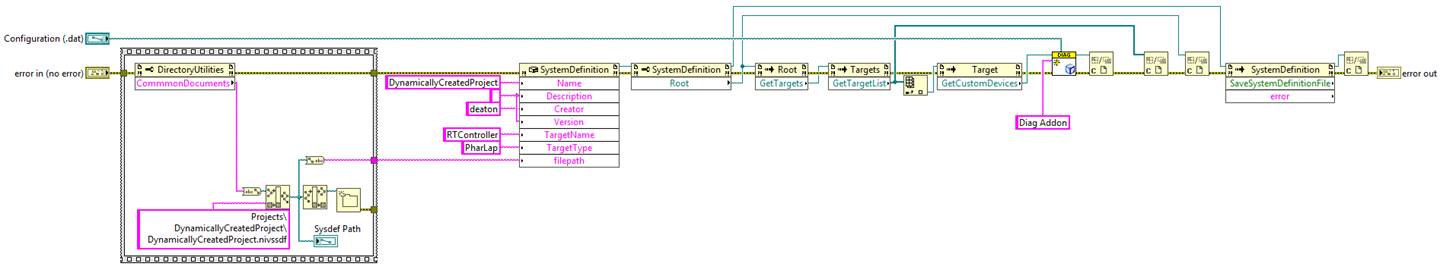 Configuration (.dat)
error in (no error)
DirectoryUtilities
CommmonDocuments
Projects\
DynamicallyCreatedProject\
DynamicallyCreatedProject.nivssdf
Sysdef Path
DynamicallyCreatedProject
deaton
RTController
PharLap
SystemDefinition
Name
Description
Creator
Version
TargetName
TargetType
filepath
SystemDefinition
Root
Root
GetTargets
Targets
GetTargetList
Target
GetCustomDevices
DIAG
Diag Addon
SystemDefinition
SaveSystemDefinitionFile
error
error out